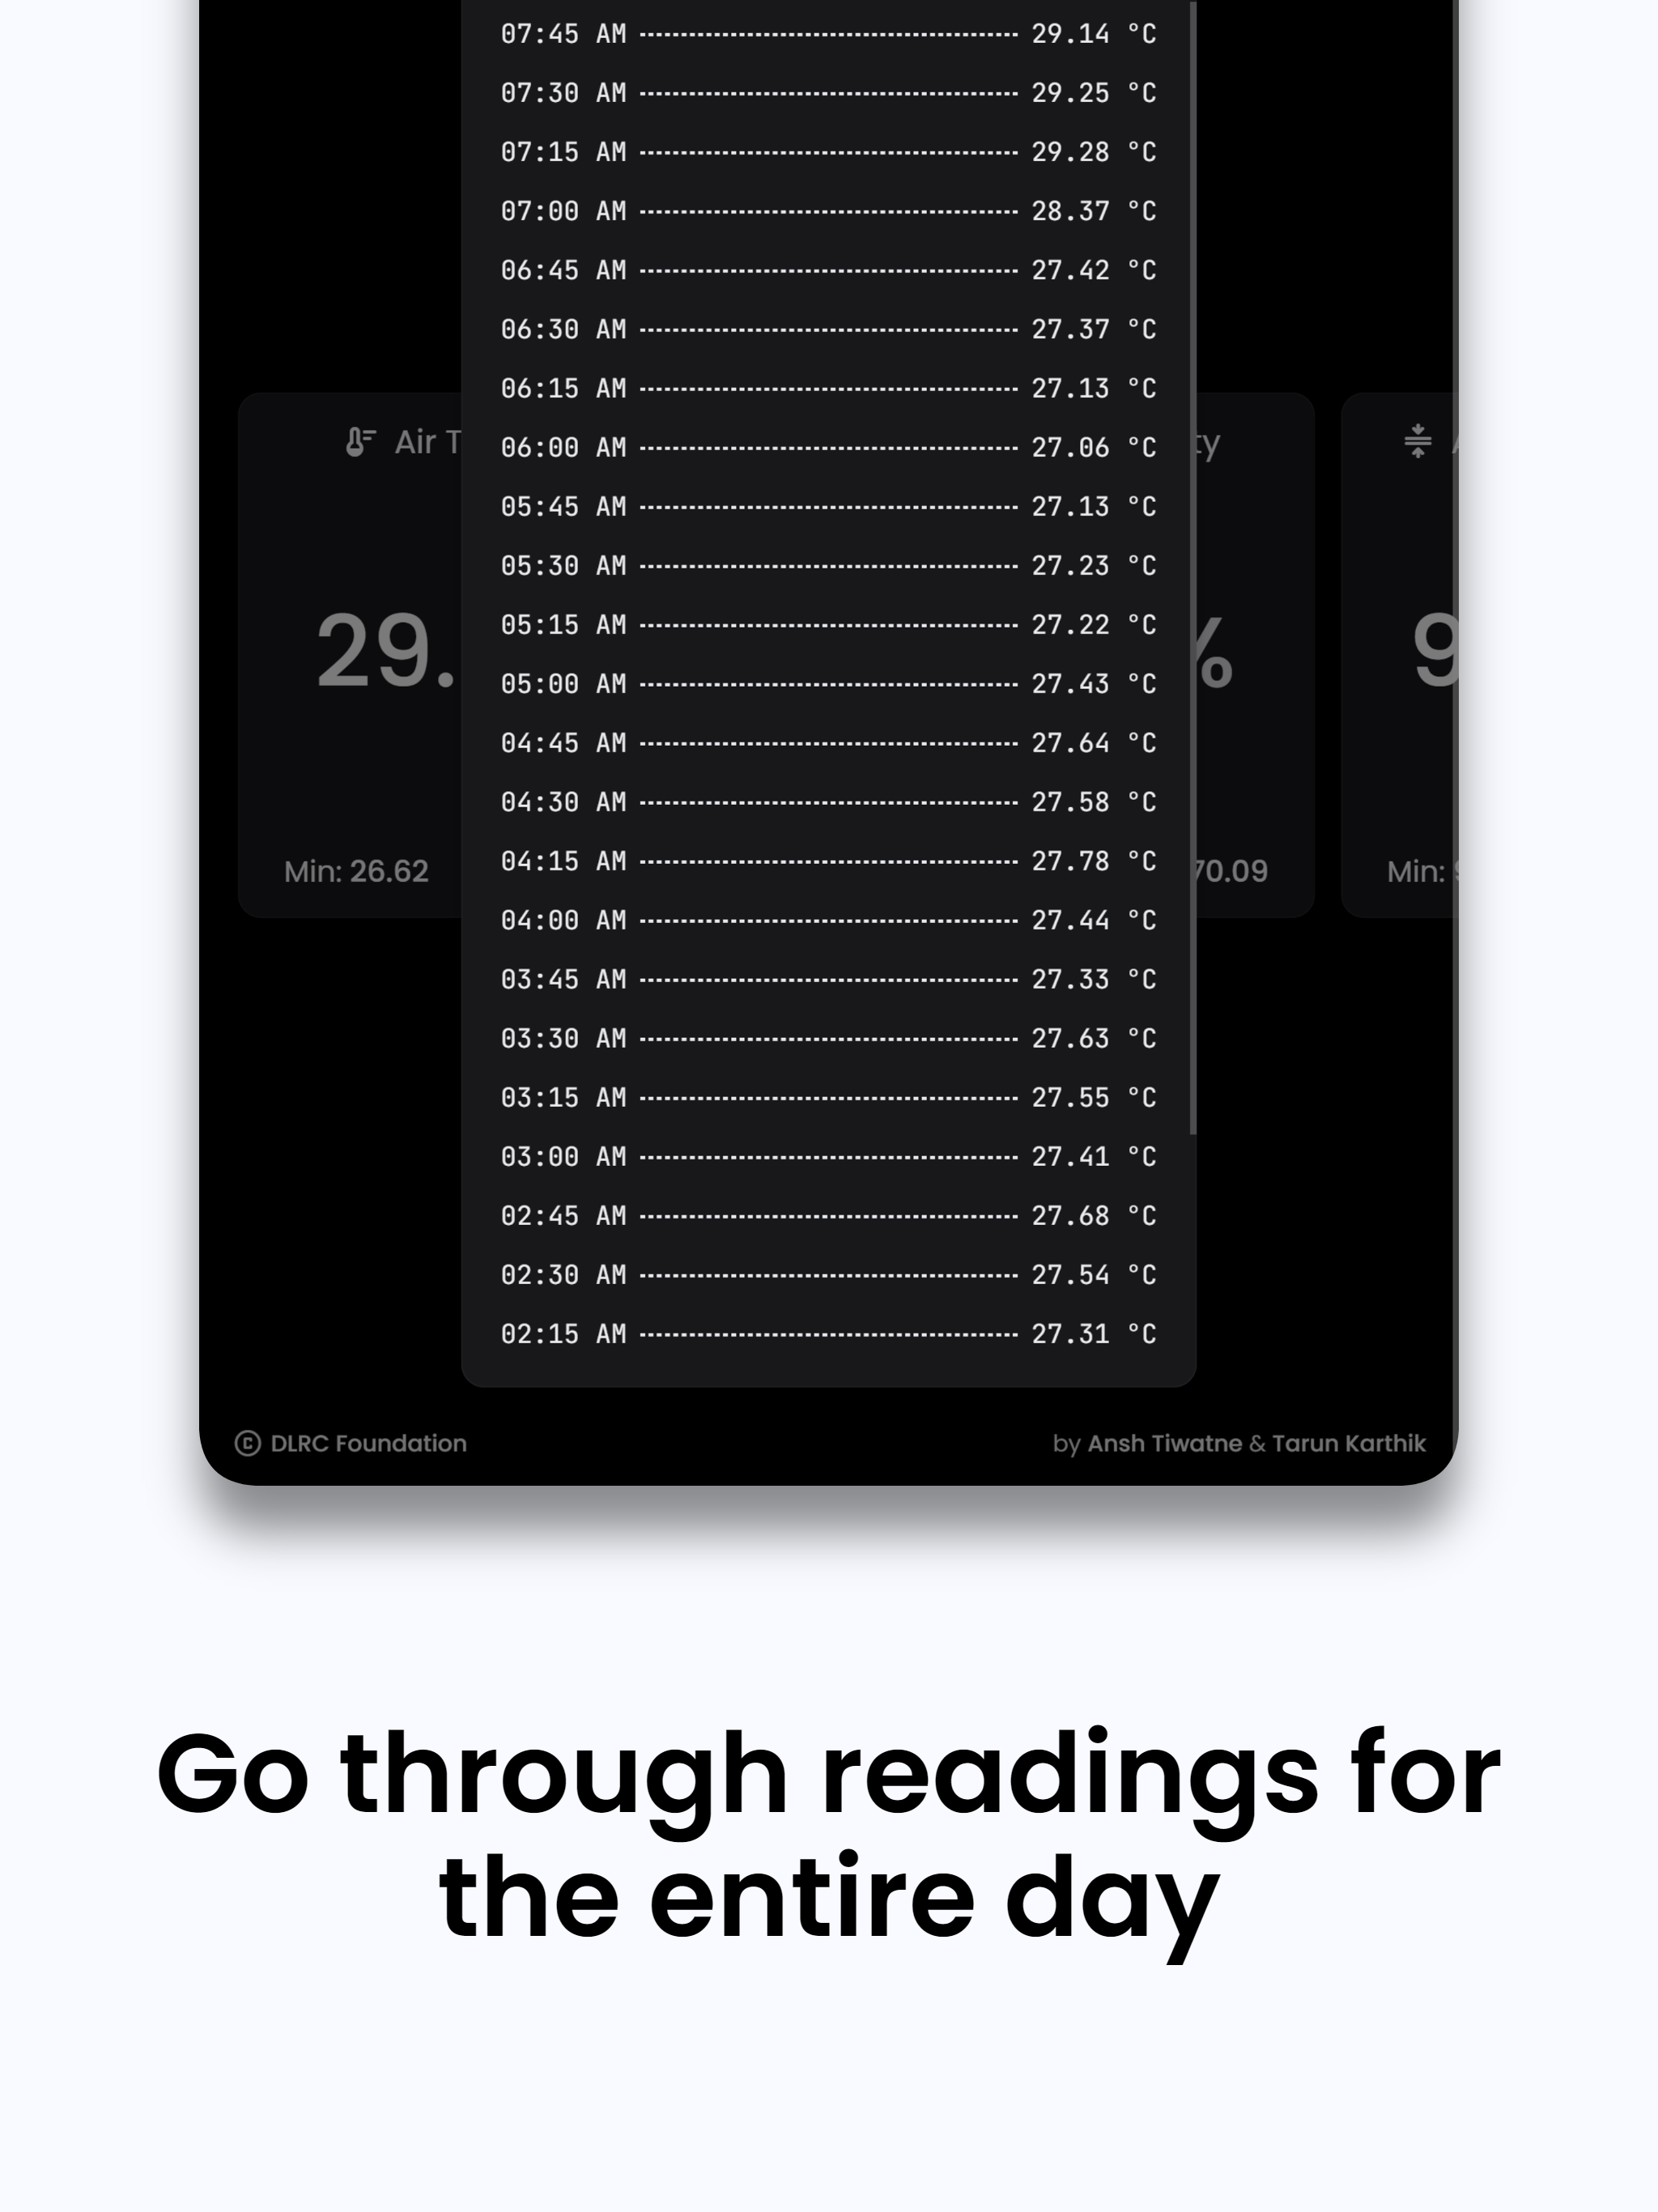 07:45 AM 29.14 °C
07:30 AM 29.25 °C
07:15 AM 29.28 °C
07:00 AM 28.37 °C
06:45 AM 27.42 °C
06:30 AM 27.37 °C
06:15 AM 27.13 °C
06:00 AM 27.06 °C
05:45 AM 27.13 °C
05:30 AM 27.23 °C
05:15 AM 27.22 °C
05:00 AM 27.43 °C
04:45 AM 27.64 °C
04:30 AM 27.58 °C
04:15 AM 27.78 °C
04:00 AM 27.44 °C
03:45 AM 27.33 °C
03:30 AM 27.63 °C
03:15 AM 27.55 °C
03:00 AM 27.41 °C
02:45 AM 27.68 °C
02:30 AM 27.54 °C
02:15 AM 27.31 °C
Air
29.
%
9
Min: 26.62
70.09
Min:
© DLRC Foundation
by Ansh Tiwatne & Tarun Karthik
Go through readings for
the entire day